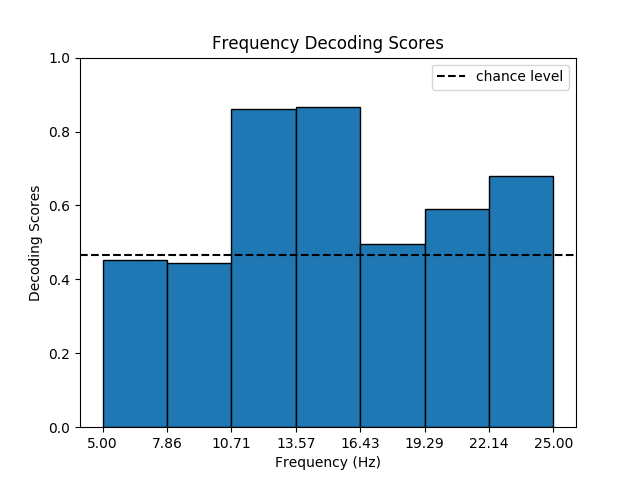 Frequency Decoding Scores
1.0
chance level
0.8
0.6
0.4
0.2
0.0
Decoding Scores
5.00 7.86 10.71 13.57 16.43 19.29 22.14 25.00
Frequency (Hz)